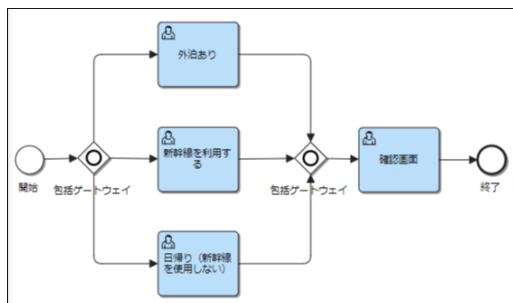 外泊あり
新幹線を利用す
る
確認画面
開始
包括ゲートウェイ
包括ゲートウェイ
終了
日帰り（新幹線
を使用しない）